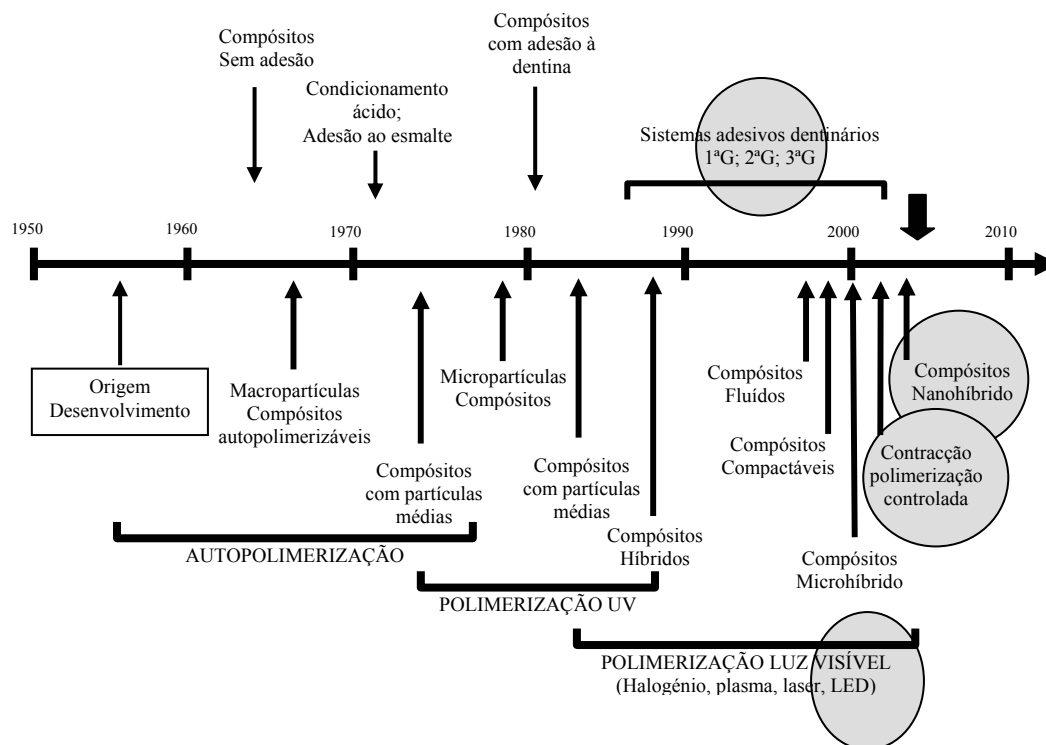 Compósitos
Sem adesão
Compósitos
com adesão à
dentina
Condicionamento
ácido;
Adesão ao esmalte
Sistemas adesivos dentinários
1ªG; 2ªG; 3ªG
1950
1960
1970
1980
1990
2000
2010
Origem
Desenvolvimento
Macropartículas
Compósitos
autopolimerizáveis
Compósitos
com partículas
médias
Micropartículas
Compósitos
Compósitos
com partículas
médias
Compósitos
Híbridos
Compósitos
Fluídos
Compósitos
Compactáveis
Compósitos
Microhíbrido
Contracção
polimerização
controlada
Compósitos
Nanohíbrido
AUTOPOLIMERIZAÇÃO
POLIMERIZAÇÃO UV
POLIMERIZAÇÃO LUZ VISÍVEL
(Halogénio, plasma, laser, LED)